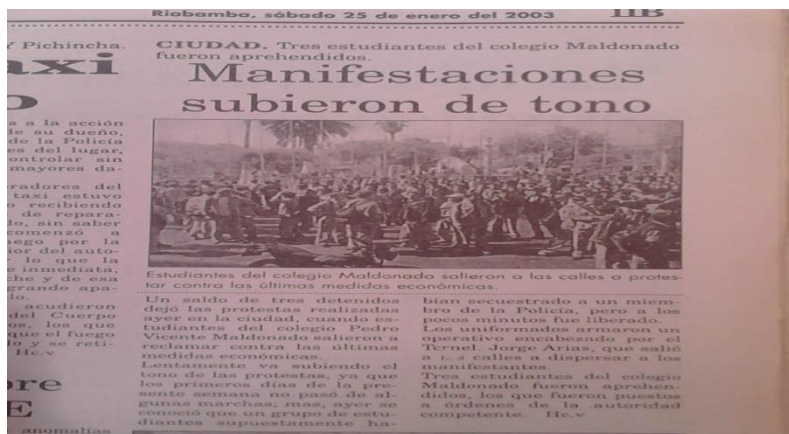 Riobamba, sábado 25 de enero del 2003
11B
Pichincha.
axi
o
s a la acción
de su dueño,
de la Policía
es del lugar,
ontrolar sin
mayores da-
radores del
taxi estuvo
recibiendo
de repara-
do, sin saber
comenzó a
uego por la
ior del auto-
lo que la
e inmediata,
che y de esa
grando apa-
lo.
acudieron
del Cuerpo
os, los que
que el fuego
lo y se reti-
Hc.v
ore
E
anomalías
CIUDAD. Tres estudiantes del colegio Maldonado
fueron aprehendidos.
Manifestaciones
subieron de tono
Estudiantes del colegio Maldonado salieron a las calles a protes-
tar contra las últimas medidas económicas.
Un saldo de tres detenidos
dejó las protestas realizadas
ayer en la ciudad, cuando es-
tudiantes del colegio Pedro
Vicente Maldonado salieron a
reclamar contra las últimas
medidas económicas.
Lentamente va subiendo el
tono de las protestas, ya que
los primeros días de la pre-
sente semana no pasó de al-
gunas marchas; mas, ayer se
conoció que un grupo de estu-
diantes supuestamente ha-
bían secuestrado a un miem-
bro de la Policía, pero a los
pocos minutos fue liberado.
Los uniformados armaron un
operativo encabezado por el
Tcrnel. Jorge Arias, que salió
a calles a dispersar a los
manifestantes.
Tres estudiantes del colegio
Maldonado fueron aprehen-
didos, los que fueron puestos
a órdenes de la autoridad
competente. Hc.v